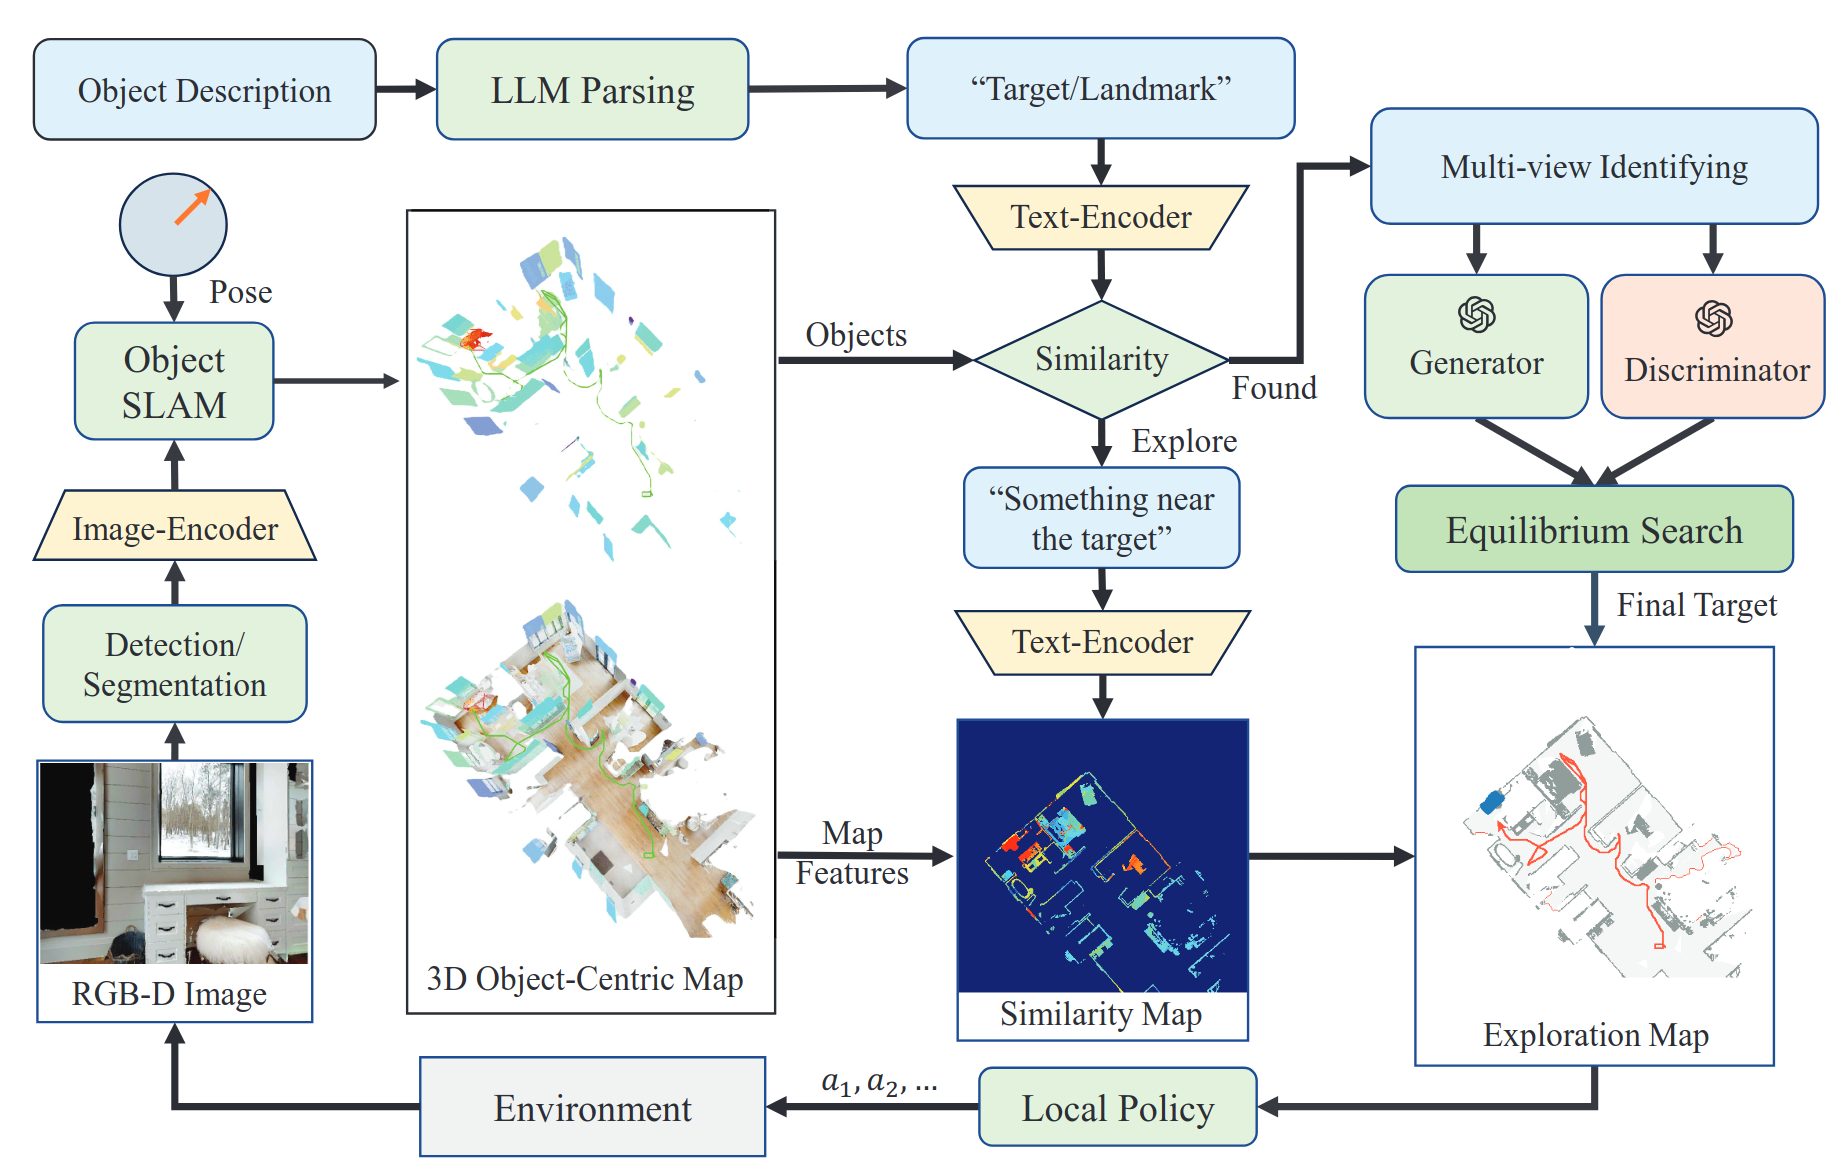 Object Description
LLM Parsing
“Target/Landmark”
Multi-view Identifying
Text-Encoder
Pose
Object
SLAM
Objects
Similarity
Found
Generator
Discriminator
Explore
“Something near
the target”
Image-Encoder
Equilibrium Search
Final Target
Detection/
Segmentation
Text-Encoder
Map
Features
RGB-D Image
3D Object-Centric Map
Similarity Map
Exploration Map
Environment
a₁, a₂, ...
Local Policy